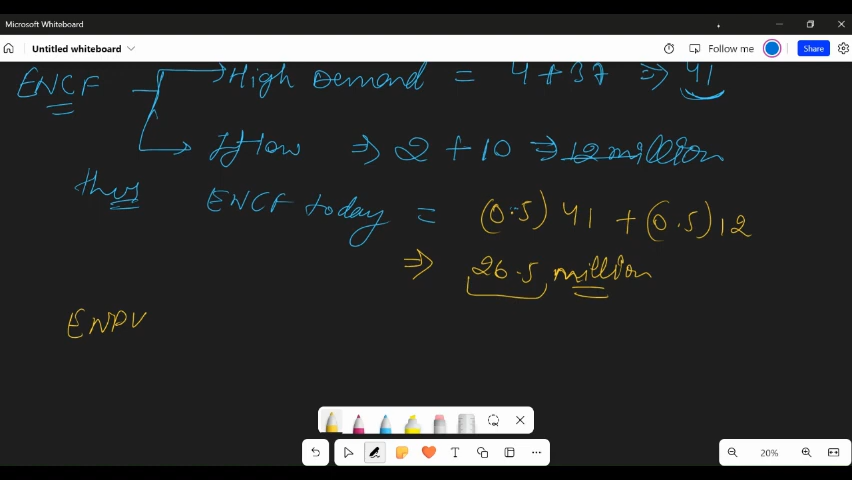 Microsoft Whiteboard
Untitled whiteboard
Follow me
Share
ENCF
High Demand = 4 + 37 ⇒ 41
If low ⇒ 2 + 10 ⇒ 12 million
thus
ENCF today = (0.5) 41 + (0.5) 12
⇒ 26.5 million
ENPV
20%